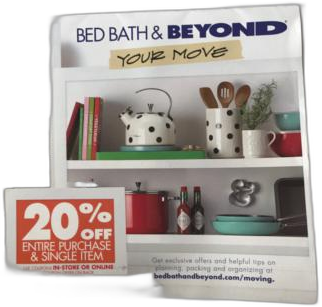 BED BATH & BEYOND®
YOUR MOVE
20%
OFF
ENTIRE PURCHASE
& SINGLE ITEM
IN-STORE OR ONLINE
Get exclusive offers and helpful tips on
planning, packing and organizing at
bedbathandbeyond.com/moving.